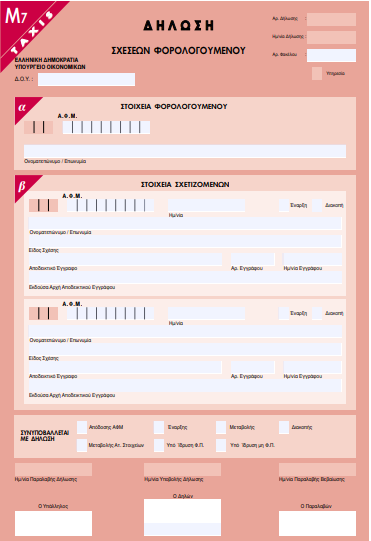 M7
TAXIS
ΔΗΛΩΣΗ
ΣΧΕΣΕΩΝ ΦΟΡΟΛΟΓΟΥΜΕΝΟΥ
Αρ. Δήλωσης :
Ημ/νία Δήλωσης :
Αρ. Φακέλου :
Υπηρεσία
ΕΛΛΗΝΙΚΗ ΔΗΜΟΚΡΑΤΙΑ
ΥΠΟΥΡΓΕΙΟ ΟΙΚΟΝΟΜΙΚΩΝ
Δ.Ο.Υ. :
α
ΣΤΟΙΧΕΙΑ ΦΟΡΟΛΟΓΟΥΜΕΝΟΥ
Α.Φ.Μ.
Ονοματεπώνυμο / Επωνυμία
β
ΣΤΟΙΧΕΙΑ ΣΧΕΤΙΖΟΜΕΝΩΝ
Α.Φ.Μ.
Έναρξη Διακοπή
Ημ/νία
Ονοματεπώνυμο / Επωνυμία
Είδος Σχέσης
Αποδεικτικό Έγγραφο Αρ. Εγγράφου Ημ/νία Εγγράφου
Εκδούσα Αρχή Αποδεικτικού Εγγράφου
Α.Φ.Μ.
Έναρξη Διακοπή
Ημ/νία
Ονοματεπώνυμο / Επωνυμία
Είδος Σχέσης
Αποδεικτικό Έγγραφο Αρ. Εγγράφου Ημ/νία Εγγράφου
Εκδούσα Αρχή Αποδεικτικού Εγγράφου
ΣΥΝΥΠΟΒΑΛΛΕΤΑΙ
ΜΕ ΔΗΛΩΣΗ
Απόδοσης ΑΦΜ Έναρξης Μεταβολής Διακοπής
Μεταβολής Ατ. Στοιχείων Υπό Ίδρυση Φ.Π. Υπό Ίδρυση μη Φ.Π.
Ημ/νία Παραλαβής Δήλωσης Ημ/νία Υποβολής Δήλωσης Ημ/νία Παραλαβής Βεβαίωσης
Ο Υπάλληλος Ο Δηλών Ο Παραλαβών